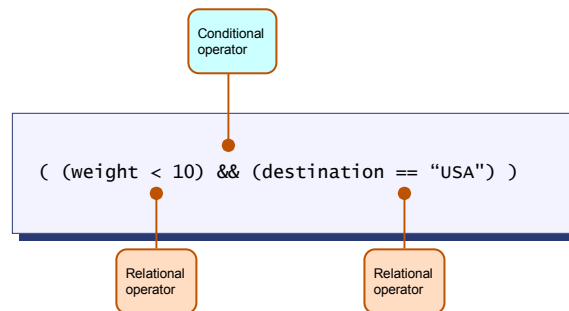 Conditional
operator
( (weight < 10) && (destination == “USA") )
Relational
operator
Relational
operator